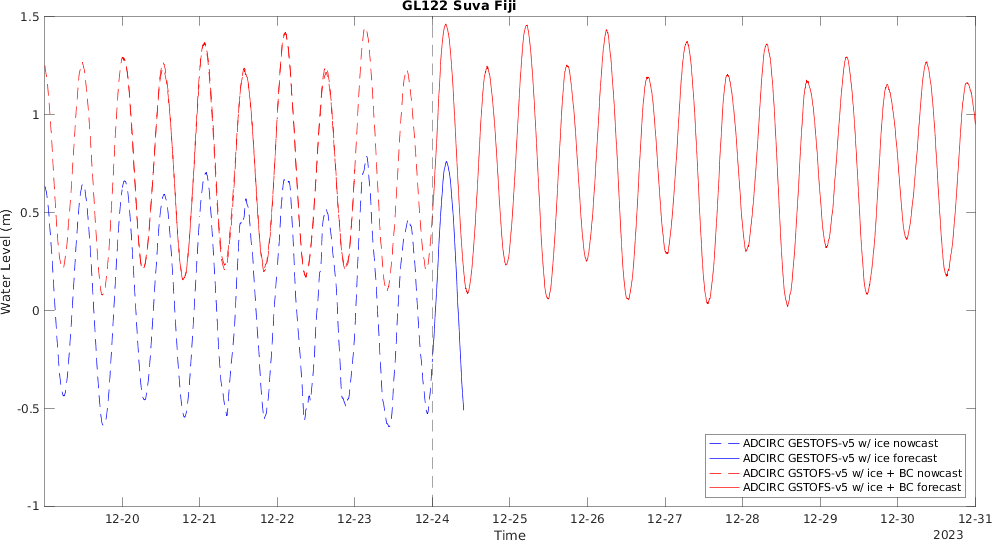 GL122 Suva Fiji
Water Level (m)
1.5
1
0.5
0
-0.5
-1
12-20
12-21
12-22
12-23
12-24
12-25
12-26
12-27
12-28
12-29
12-30
12-31
Time
2023
ADCIRC GESTOFS-v5 w/ ice nowcast
ADCIRC GESTOFS-v5 w/ ice forecast
ADCIRC GSTOFS-v5 w/ ice + BC nowcast
ADCIRC GSTOFS-v5 w/ ice + BC forecast